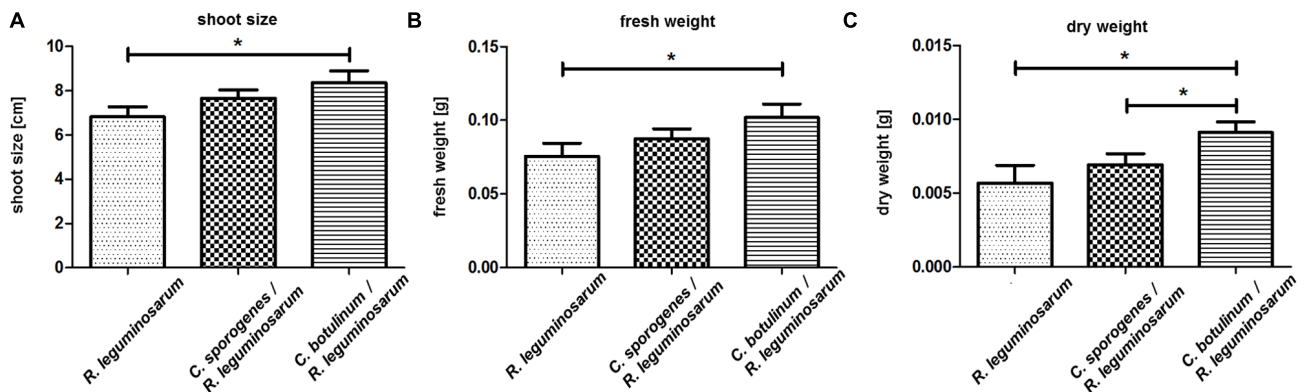 A
shoot size
*
shoot size [cm]
10
8
6
4
2
0
R. leguminosarum
C. sporogenes /
R. leguminosarum
C. botulinum /
R. leguminosarum
B
fresh weight
*
fresh weight [g]
0.15
0.10
0.05
0.00
R. leguminosarum
C. sporogenes /
R. leguminosarum
C. botulinum /
R. leguminosarum
C
dry weight
*
*
dry weight [g]
0.015
0.010
0.005
0.000
R. leguminosarum
C. sporogenes /
R. leguminosarum
C. botulinum /
R. leguminosarum